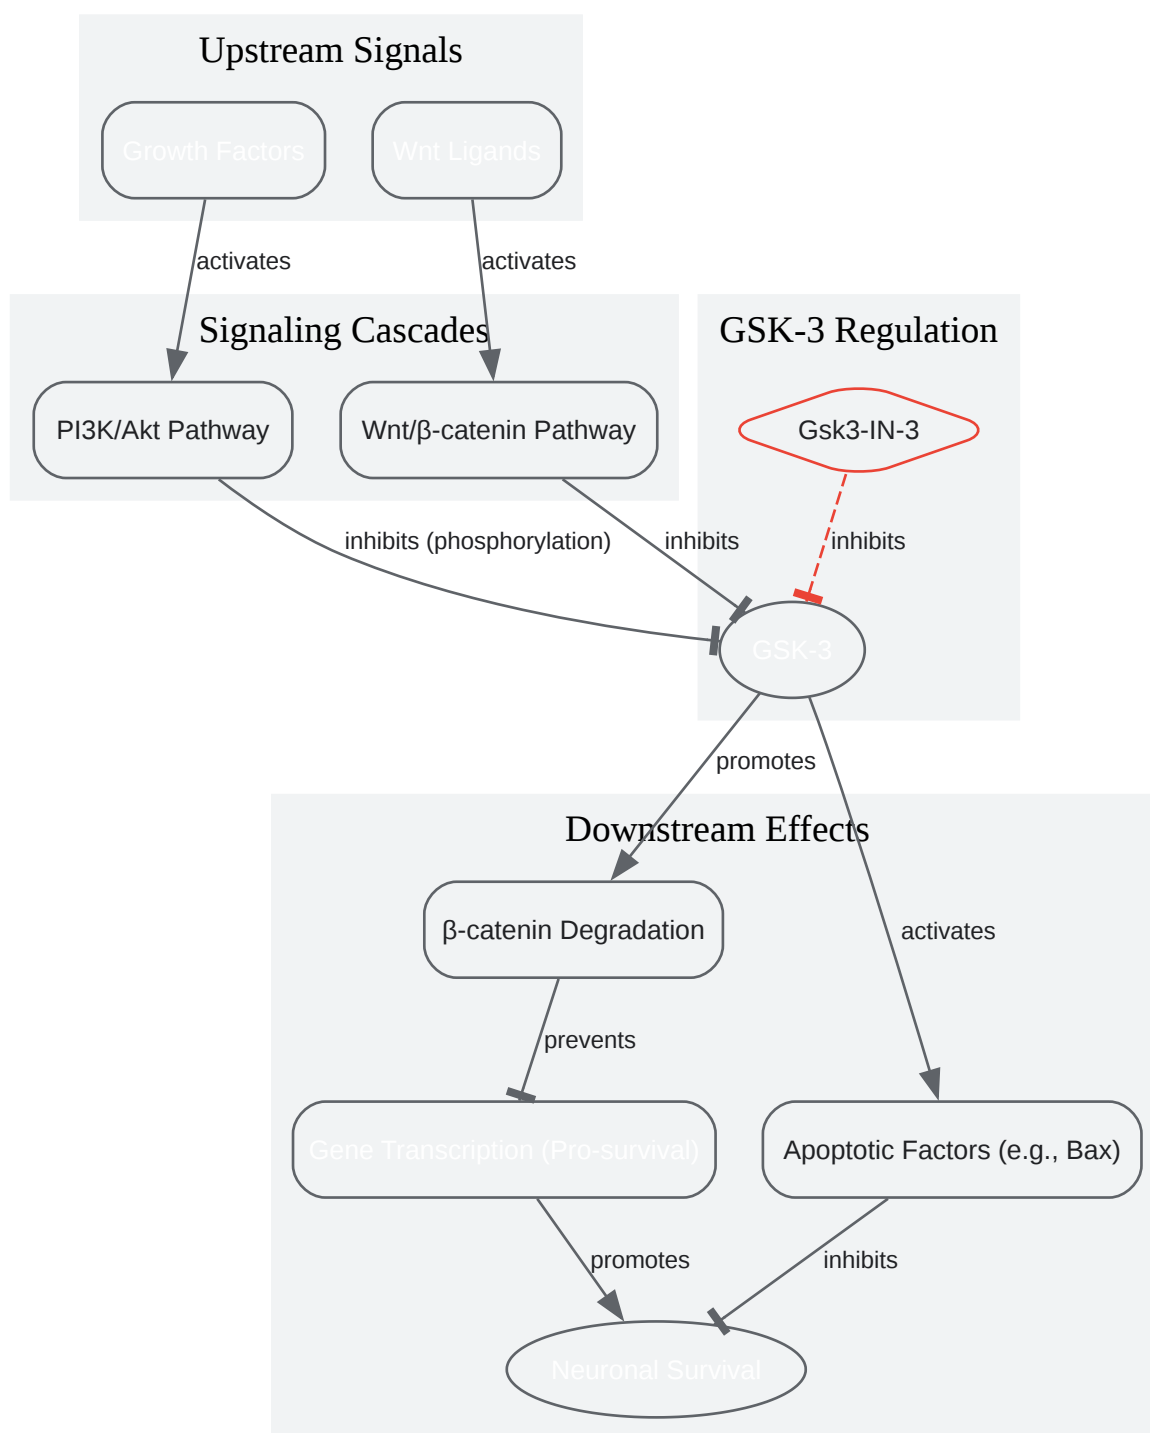 Upstream Signals
Growth Factors
Wnt Ligands
activates
activates
Signaling Cascades
GSK-3 Regulation
PI3K/Akt Pathway
Wnt/β-catenin Pathway
Gsk3-IN-3
inhibits (phosphorylation)
inhibits
inhibits
GSK-3
promotes
Downstream Effects
β-catenin Degradation
activates
prevents
Gene Transcription (Pro-survival)
Apoptotic Factors (e.g., Bax)
promotes
inhibits
Neuronal Survival